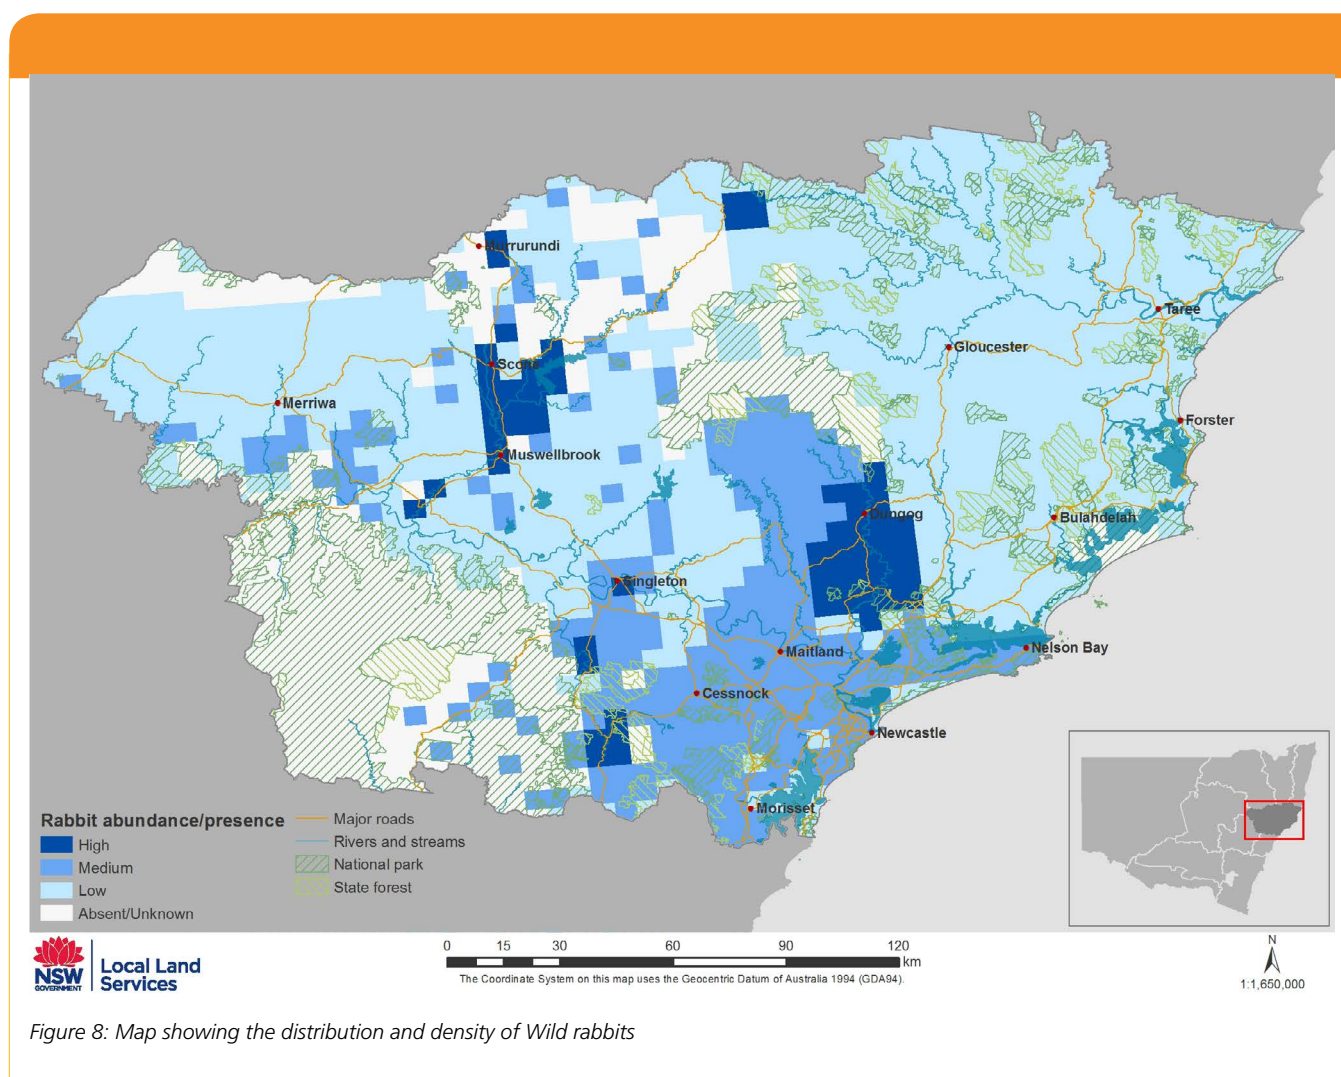 Murrurundi
Taree
Gloucester
Scone
Merriwa
Forster
Muswellbrook
Dungog
Bulahdelah
Singleton
Maitland
Nelson Bay
Cessnock
Newcastle
Morisset
Rabbit abundance/presence
High
Medium
Low
Absent/Unknown
Major roads
Rivers and streams
National park
State forest
NSW
GOVERNMENT
Local Land
Services
0 15 30 60 90 120
km
The Coordinate System on this map uses the Geocentric Datum of Australia 1994 (GDA94).
N
1:1,650,000
Figure 8: Map showing the distribution and density of Wild rabbits